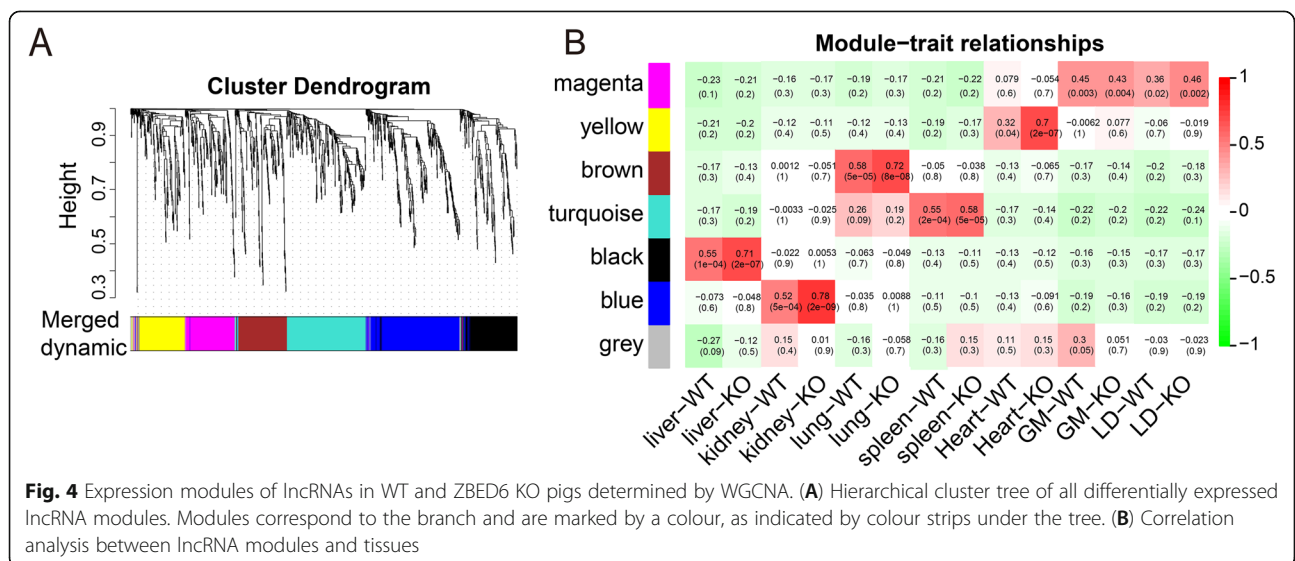 A
Cluster Dendrogram
Height
0.9
0.7
0.5
0.3
Merged
dynamic
B
Module−trait relationships
magenta
−0.23 −0.21 −0.16 −0.17 −0.19 −0.17 −0.21 −0.22 0.079 −0.054 0.45 0.43 0.36 0.46
(0.1) (0.2) (0.3) (0.3) (0.2) (0.3) (0.2) (0.2) (0.6) (0.7) (0.003) (0.004) (0.02) (0.002)
yellow
−0.21 −0.2 −0.12 −0.11 −0.12 −0.13 −0.19 −0.17 0.32 0.7 −0.0062 0.077 −0.06 −0.019
(0.2) (0.2) (0.4) (0.5) (0.4) (0.4) (0.2) (0.3) (0.04) (2e−07) (1) (0.6) (0.7) (0.9)
brown
−0.17 −0.13 0.0012 −0.051 0.58 0.72 −0.05 −0.038 −0.13 −0.065 −0.17 −0.14 −0.2 −0.18
(0.3) (0.4) (1) (0.7) (5e−05) (8e−08) (0.8) (0.8) (0.4) (0.7) (0.3) (0.4) (0.2) (0.3)
turquoise
−0.17 −0.19 −0.0033 −0.025 0.26 0.19 0.55 0.58 −0.17 −0.14 −0.22 −0.2 −0.22 −0.24
(0.3) (0.2) (1) (0.9) (0.09) (0.2) (2e−04) (5e−05) (0.3) (0.4) (0.2) (0.2) (0.2) (0.1)
black
0.55 0.71 −0.022 0.0053 −0.063 −0.049 −0.13 −0.11 −0.13 −0.12 −0.16 −0.15 −0.17 −0.17
(1e−04) (2e−07) (0.9) (1) (0.7) (0.8) (0.4) (0.5) (0.4) (0.5) (0.3) (0.3) (0.3) (0.3)
blue
−0.073 −0.048 0.52 0.78 −0.035 0.0088 −0.11 −0.1 −0.13 −0.091 −0.19 −0.16 −0.19 −0.19
(0.6) (0.8) (5e−04) (2e−09) (0.8) (1) (0.5) (0.5) (0.4) (0.6) (0.2) (0.3) (0.2) (0.2)
grey
−0.27 −0.12 0.15 0.01 −0.16 −0.058 −0.16 0.15 0.11 0.15 0.3 0.051 −0.03 −0.023
(0.09) (0.5) (0.4) (0.9) (0.3) (0.7) (0.3) (0.3) (0.5) (0.3) (0.05) (0.7) (0.9) (0.9)
liver−WT
liver−KO
kidney−WT
kidney−KO
lung−WT
lung−KO
spleen−WT
spleen−KO
Heart−WT
Heart−KO
GM−WT
GM−KO
LD−WT
LD−KO
1
0.5
0
−0.5
−1
Fig. 4 Expression modules of lncRNAs in WT and ZBED6 KO pigs determined by WGCNA. (A) Hierarchical cluster tree of all differentially expressed
lncRNA modules. Modules correspond to the branch and are marked by a colour, as indicated by colour strips under the tree. (B) Correlation
analysis between lncRNA modules and tissues